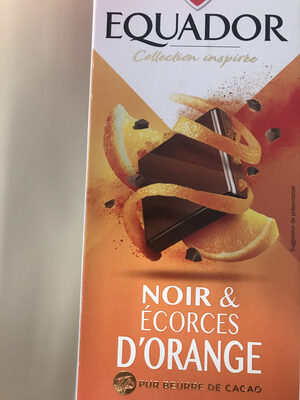 EQUADOR
Collection inspirée
Suggestion de présentation
NOIR &
ÉCORCES
D'ORANGE
PUR BEURRE DE CACAO